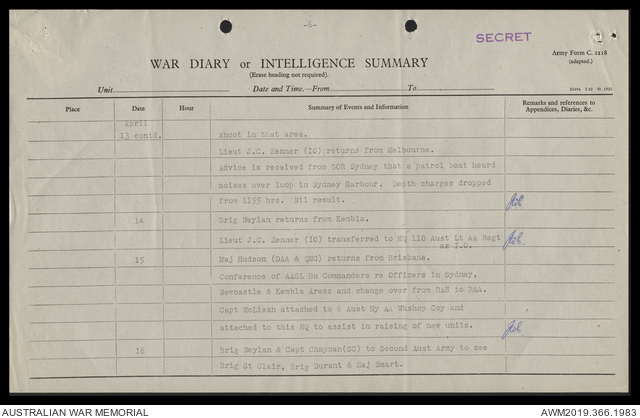 -6-
SECRET
Army Form C. 2118
(adapted.)
WAR DIARY or INTELLIGENCE SUMMARY
(Erase heading not required).
Unit Date and Time.—From To
Place Date Hour Summary of Events and Information Remarks and references to
Appendices, Diaries, &c.
April
13 contd. shoot in that area.
Lieut J.C. Zenner (IO) returns from Melbourne.
Advice is received from GOR Sydney that a patrol boat heard
noises over loop in Sydney Harbour. Depth charges dropped
from 1155 hrs. Nil result.
14 Brig Neylan returns from Kembla.
Lieut J.C. Zenner (IO) transferred to HQ 110 Aust Lt AA Regt
as I.O.
15 Maj Hudson (DAA & QMG) returns from Brisbane.
Conference of AASL Bn Commanders re Officers in Sydney,
Newcastle & Kembla Areas and change over from RAE to RAA.
Capt McLiesh attached to 6 Aust Hy AA Wkshop Coy and
attached to this HQ to assist in raising of new units.
16 Brig Neylan & Capt Chapman(SC) to Second Aust Army to see
Brig St Clair, Brig Durant & Maj Smart.
AUSTRALIAN WAR MEMORIAL AWM2019.366.1983